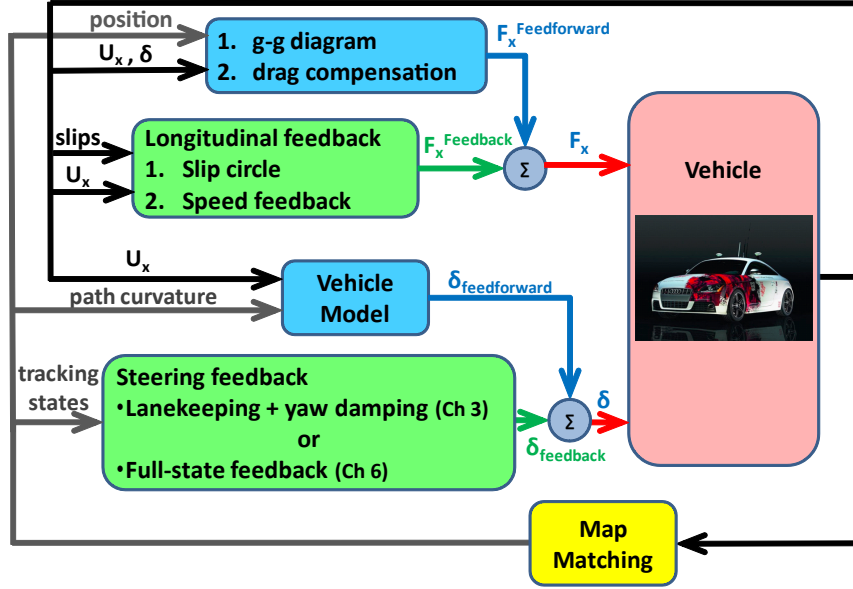 position
U_x , δ
1. g-g diagram
2. drag compensation
F_x^Feedforward
slips
U_x
Longitudinal feedback
1. Slip circle
2. Speed feedback
F_x^Feedback
Σ
F_x
Vehicle
U_x
path curvature
Vehicle
Model
δ_feedforward
tracking
states
Steering feedback
•Lanekeeping + yaw damping (Ch 3)
or
•Full-state feedback (Ch 6)
Σ
δ
δ_feedback
Map
Matching